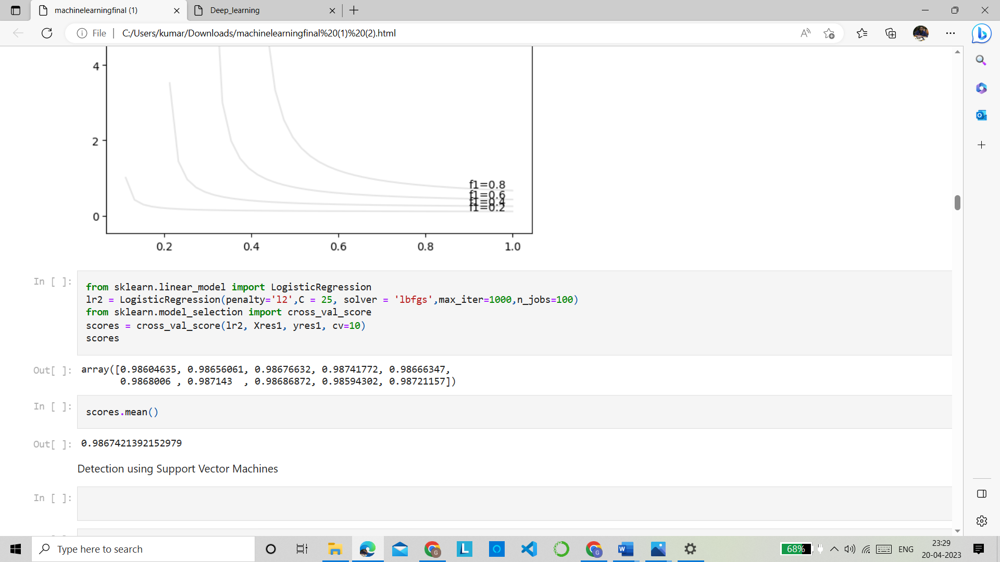 machinelearningfinal (1)
Deep_learning
File
C:/Users/kumar/Downloads/machinelearningfinal%20(1)%20(2).html
4
2
0
f1=0.8
f1=0.6
f1=0.4
f1=0.2
0.2 0.4 0.6 0.8 1.0
In [ ]:
from sklearn.linear_model import LogisticRegression
lr2 = LogisticRegression(penalty='l2',C = 25, solver = 'lbfgs',max_iter=1000,n_jobs=100)
from sklearn.model_selection import cross_val_score
scores = cross_val_score(lr2, Xres1, yres1, cv=10)
scores
Out[ ]:
array([0.98604635, 0.98656061, 0.98676632, 0.98741772, 0.98666347,
0.9868006 , 0.987143  , 0.98686872, 0.98594302, 0.98721157])
In [ ]:
scores.mean()
Out[ ]:
0.9867421392152979
Detection using Support Vector Machines
In [ ]:
Type here to search
68%
ENG
23:29
20-04-2023